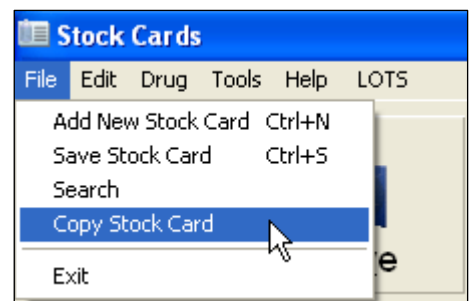 Stock Cards
File Edit Drug Tools Help LOTS
Add New Stock Card Ctrl+N
Save Stock Card Ctrl+S
Search
Copy Stock Card
Exit